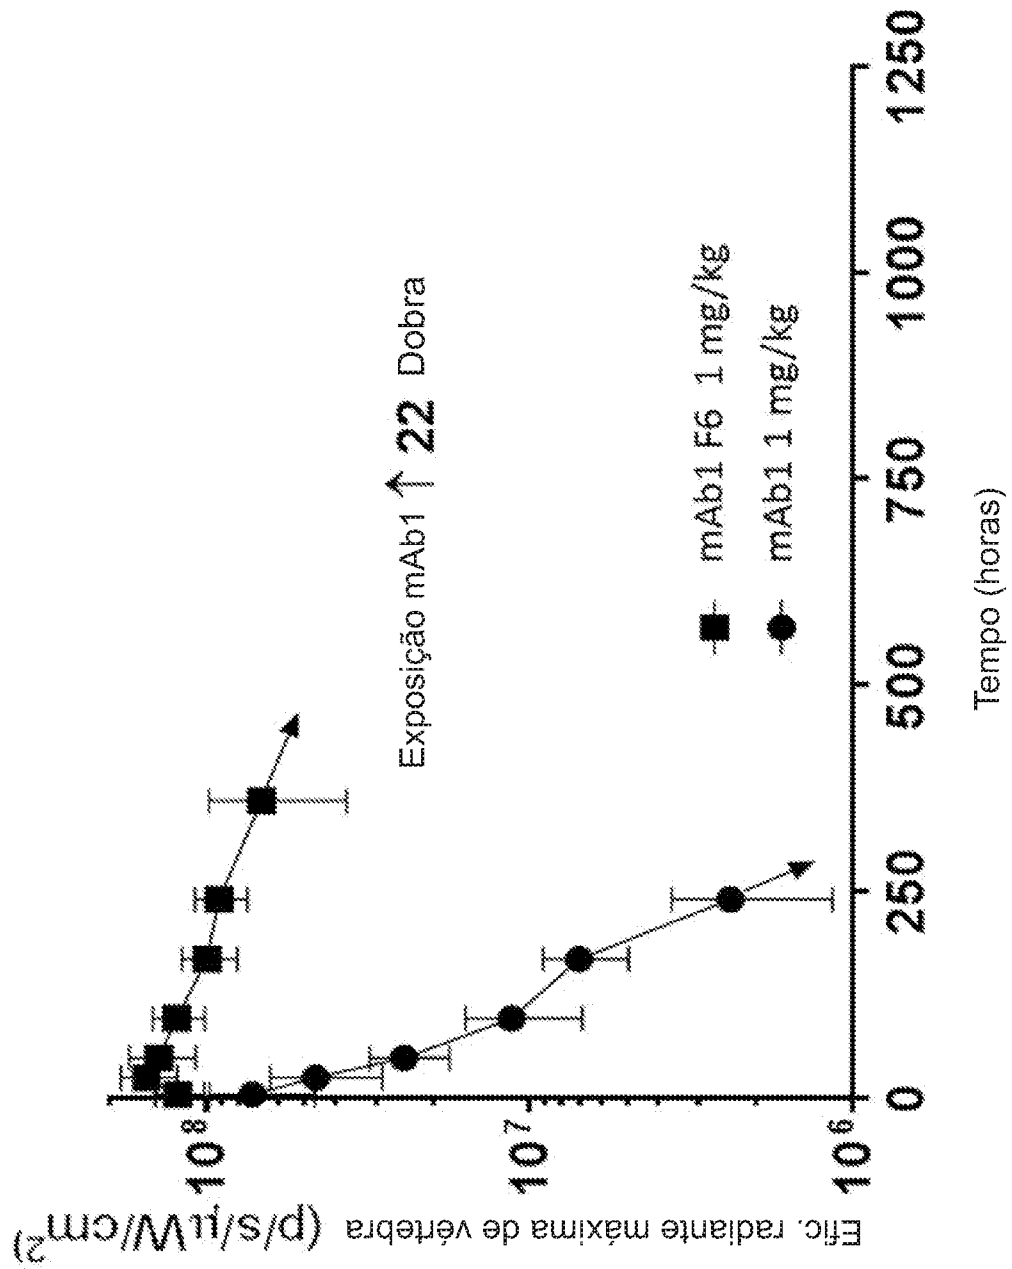 Efic. radiante máxima de vértebra (p/s/µW/cm²)
10⁸
10⁷
10⁶
Exposição mAb1 ↑ 22 Dobra
mAb1 F6 1 mg/kg
mAb1 1 mg/kg
0 250 500 750 1000 1250
Tempo (horas)